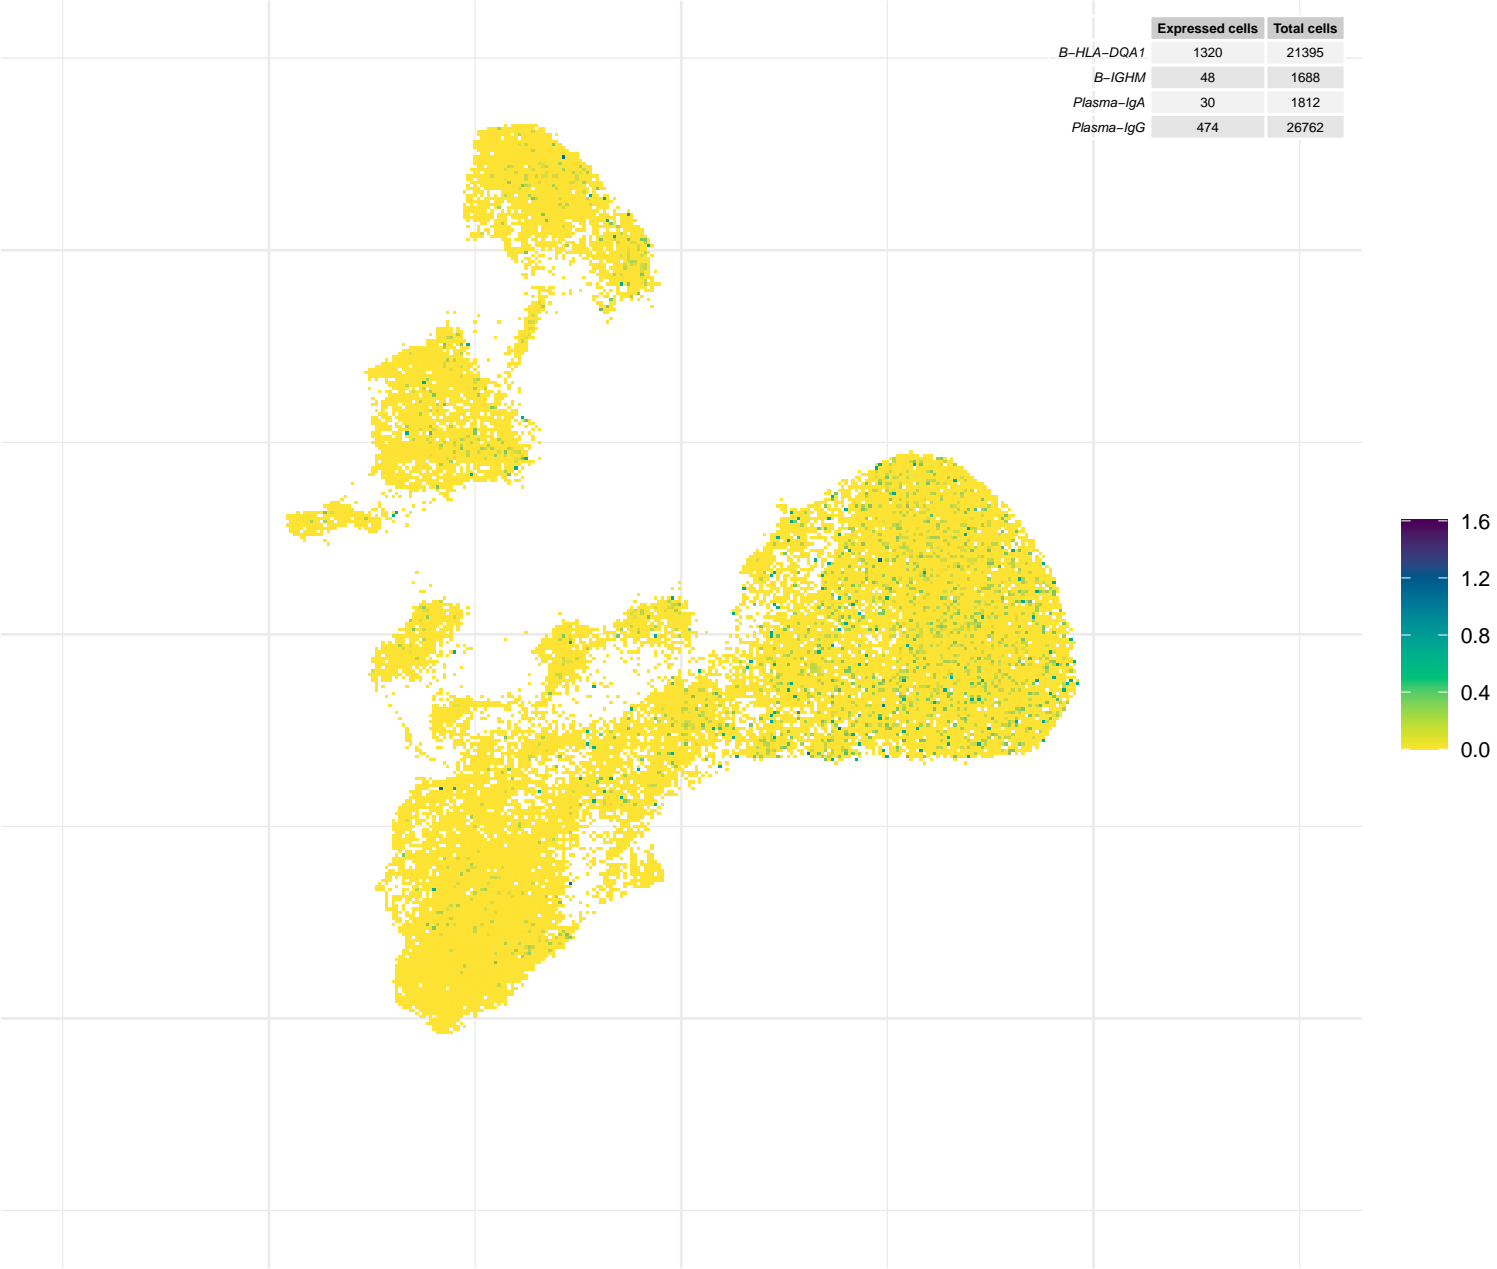 Expressed cells Total cells
B−HLA−DQA1 1320 21395
B−IGHM 48 1688
Plasma−IgA 30 1812
Plasma−IgG 474 26762
1.6
1.2
0.8
0.4
0.0